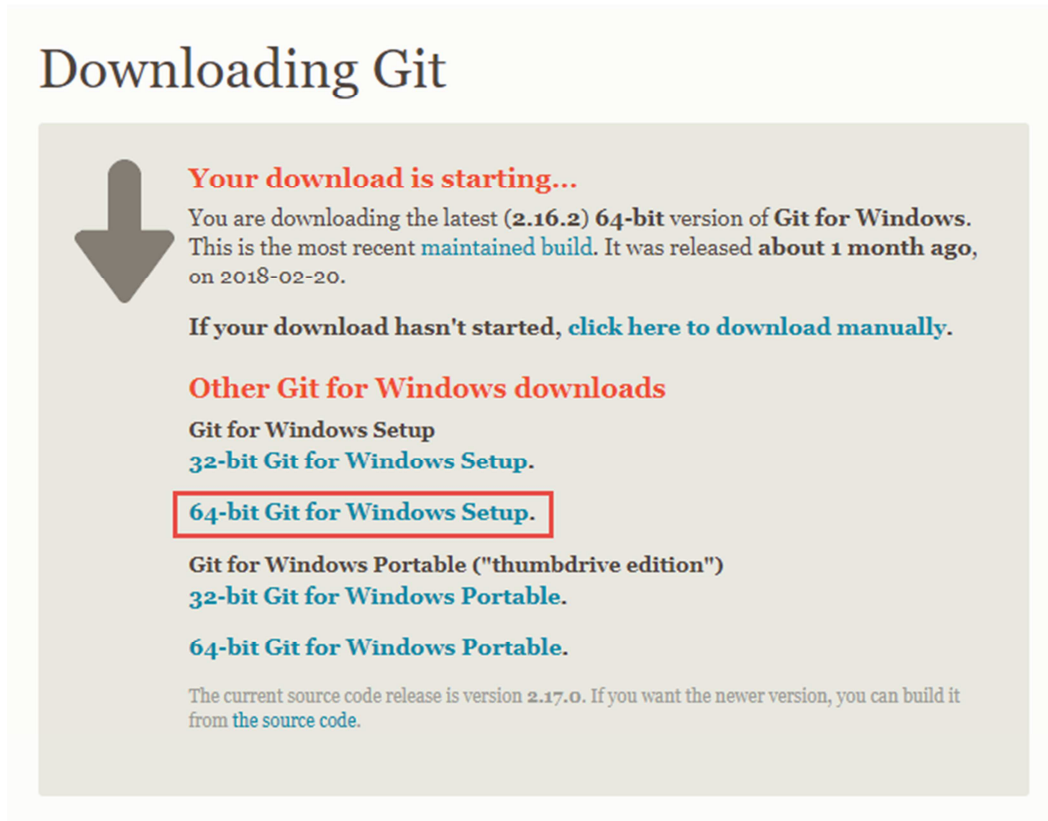 Downloading Git
Your download is starting...
You are downloading the latest (2.16.2) 64-bit version of Git for Windows.
This is the most recent maintained build. It was released about 1 month ago,
on 2018-02-20.
If your download hasn't started, click here to download manually.
Other Git for Windows downloads
Git for Windows Setup
32-bit Git for Windows Setup.
64-bit Git for Windows Setup.
Git for Windows Portable ("thumbdrive edition")
32-bit Git for Windows Portable.
64-bit Git for Windows Portable.
The current source code release is version 2.17.0. If you want the newer version, you can build it
from the source code.